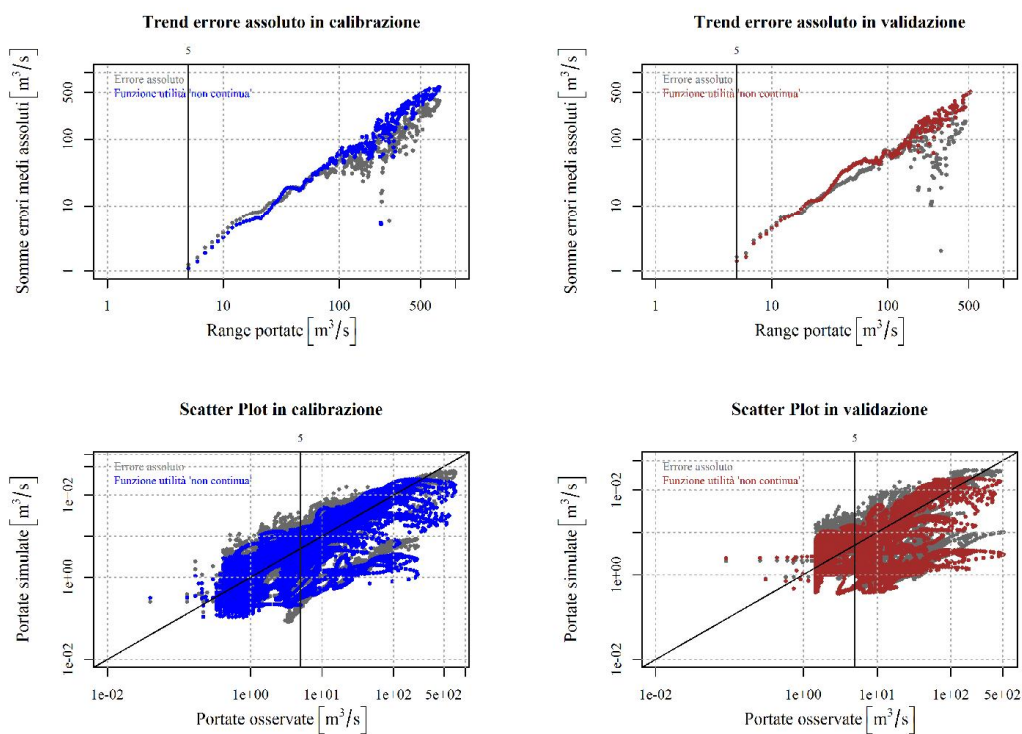 Trend errore assoluto in calibrazione
5
Somme errori medi assoluti [m³/s]
500
100
10
1
Errore assoluto
Funzione utilità 'non continua'
1
10
100
500
Range portate [m³/s]
Trend errore assoluto in validazione
5
Somme errori medi assoluti [m³/s]
500
100
10
1
Errore assoluto
Funzione utilità 'non continua'
1
10
100
500
Range portate [m³/s]
Scatter Plot in calibrazione
5
Portate simulate [m³/s]
1e+02
1e+00
1e-02
Errore assoluto
Funzione utilità 'non continua'
1e-02
1e+00
1e+01
1e+02
5e+02
Portate osservate [m³/s]
Scatter Plot in validazione
5
Portate simulate [m³/s]
1e+02
1e+00
1e-02
Errore assoluto
Funzione utilità 'non continua'
1e-02
1e+00
1e+01
1e+02
5e+02
Portate osservate [m³/s]